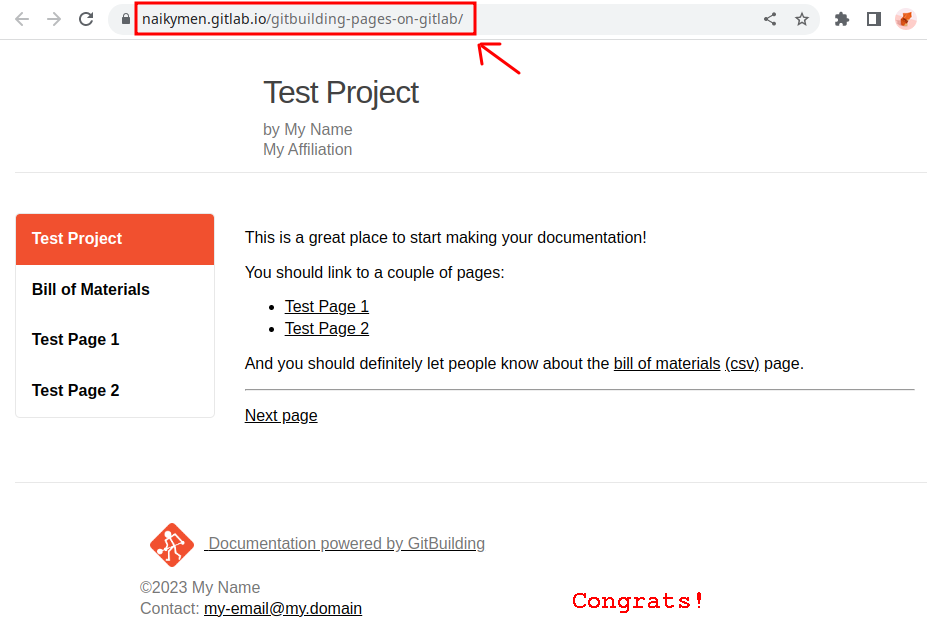 naikymen.gitlab.io/gitbuilding-pages-on-gitlab/
Test Project
by My Name
My Affiliation
Test Project
Bill of Materials
Test Page 1
Test Page 2
This is a great place to start making your documentation!
You should link to a couple of pages:
Test Page 1
Test Page 2
And you should definitely let people know about the bill of materials (csv) page.
Next page
Documentation powered by GitBuilding
©2023 My Name
Contact: my-email@my.domain
Congrats!